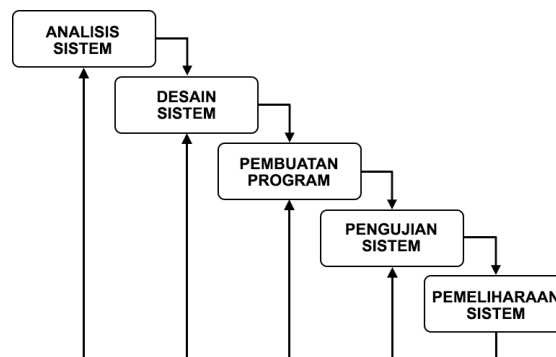 ANALISIS
SISTEM
DESAIN
SISTEM
PEMBUATAN
PROGRAM
PENGUJIAN
SISTEM
PEMELIHARAAN
SISTEM